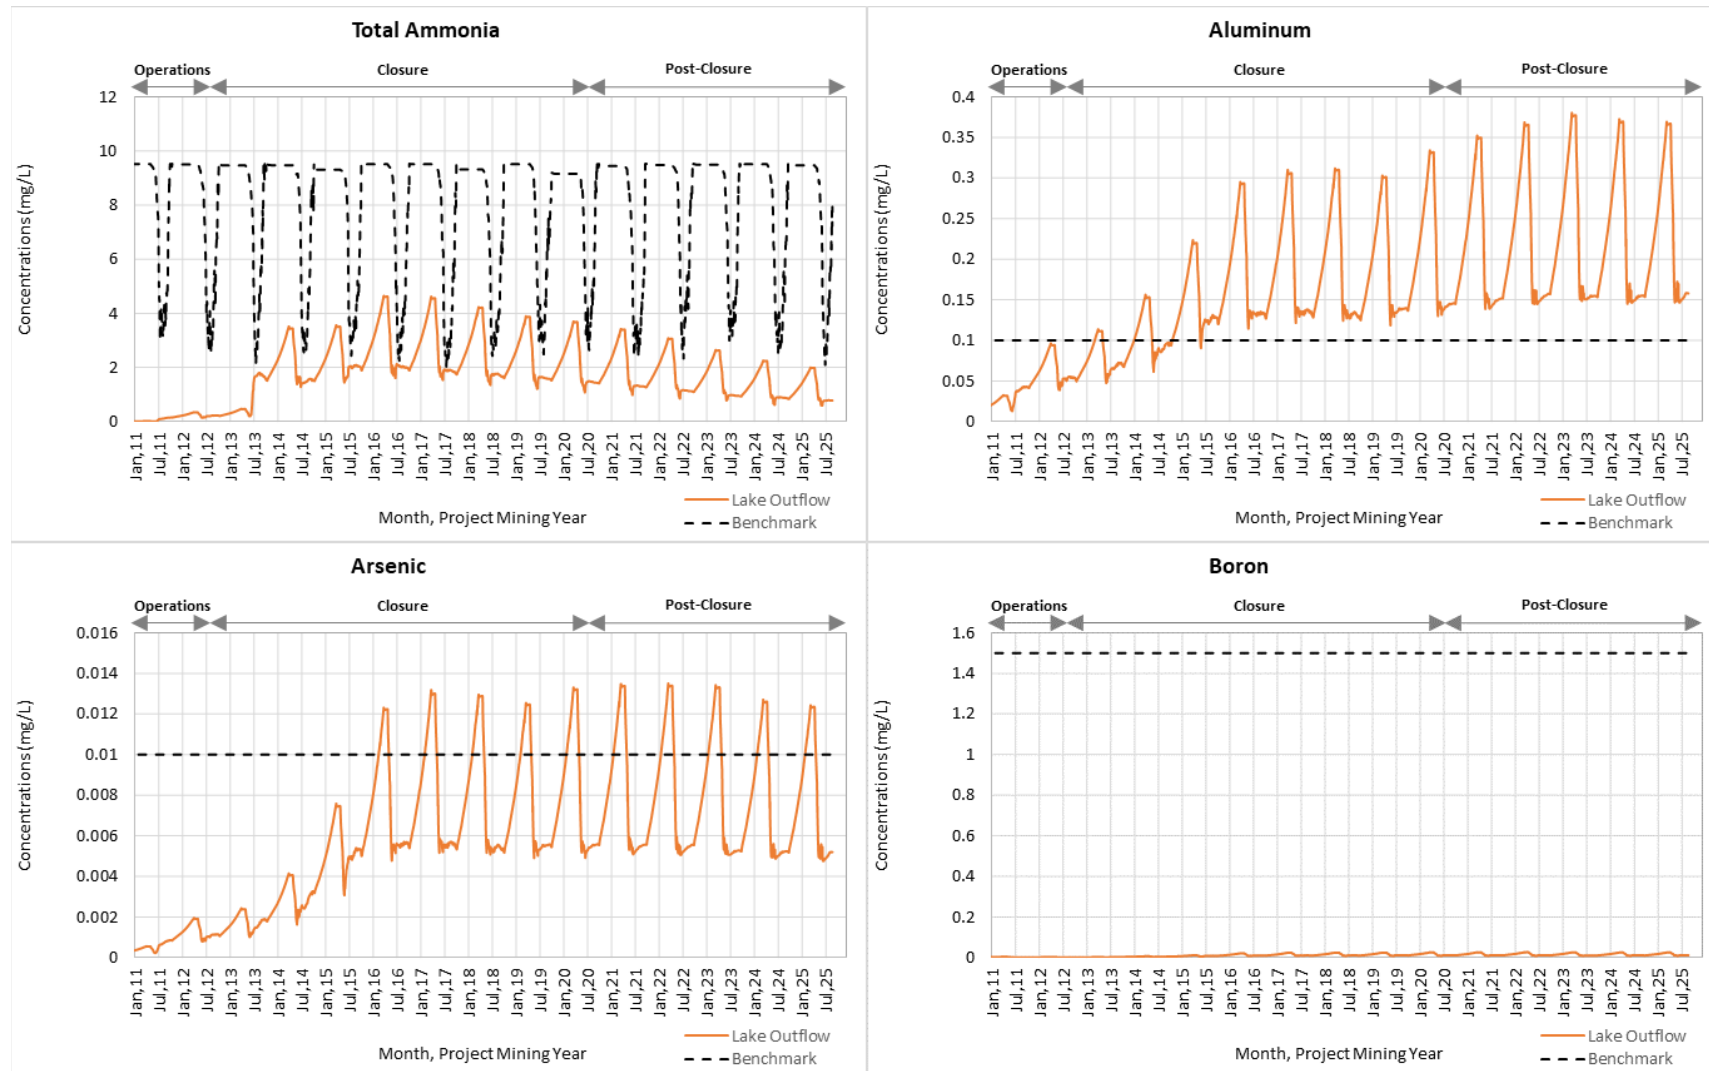 Total Ammonia
Operations Closure Post-Closure
12
10
8
6
4
2
0
Concentrations (mg/L)
Jan,11 Jul,11 Jan,12 Jul,12 Jan,13 Jul,13 Jan,14 Jul,14 Jan,15 Jul,15 Jan,16 Jul,16 Jan,17 Jul,17 Jan,18 Jul,18 Jan,19 Jul,19 Jan,20 Jul,20 Jan,21 Jul,21 Jan,22 Jul,22 Jan,23 Jul,23 Jan,24 Jul,24 Jan,25 Jul,25
Lake Outflow
Month, Project Mining Year
Benchmark
Aluminum
Operations Closure Post-Closure
0.4
0.35
0.3
0.25
0.2
0.15
0.1
0.05
0
Concentrations (mg/L)
Jan,11 Jul,11 Jan,12 Jul,12 Jan,13 Jul,13 Jan,14 Jul,14 Jan,15 Jul,15 Jan,16 Jul,16 Jan,17 Jul,17 Jan,18 Jul,18 Jan,19 Jul,19 Jan,20 Jul,20 Jan,21 Jul,21 Jan,22 Jul,22 Jan,23 Jul,23 Jan,24 Jul,24 Jan,25 Jul,25
Lake Outflow
Month, Project Mining Year
Benchmark
Arsenic
Operations Closure Post-Closure
0.016
0.014
0.012
0.01
0.008
0.006
0.004
0.002
0
Concentrations (mg/L)
Jan,11 Jul,11 Jan,12 Jul,12 Jan,13 Jul,13 Jan,14 Jul,14 Jan,15 Jul,15 Jan,16 Jul,16 Jan,17 Jul,17 Jan,18 Jul,18 Jan,19 Jul,19 Jan,20 Jul,20 Jan,21 Jul,21 Jan,22 Jul,22 Jan,23 Jul,23 Jan,24 Jul,24 Jan,25 Jul,25
Lake Outflow
Month, Project Mining Year
Benchmark
Boron
Operations Closure Post-Closure
1.6
1.4
1.2
1
0.8
0.6
0.4
0.2
0
Concentrations (mg/L)
Jan,11 Jul,11 Jan,12 Jul,12 Jan,13 Jul,13 Jan,14 Jul,14 Jan,15 Jul,15 Jan,16 Jul,16 Jan,17 Jul,17 Jan,18 Jul,18 Jan,19 Jul,19 Jan,20 Jul,20 Jan,21 Jul,21 Jan,22 Jul,22 Jan,23 Jul,23 Jan,24 Jul,24 Jan,25 Jul,25
Lake Outflow
Month, Project Mining Year
Benchmark